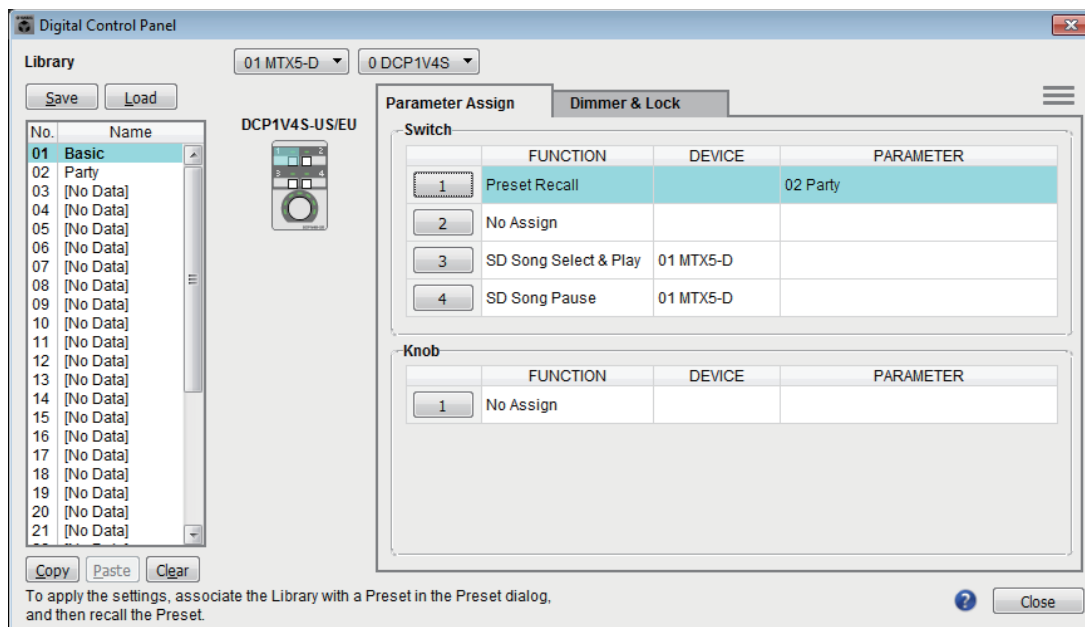 Digital Control Panel
Library
01 MTX5-D
0 DCP1V4S
Save
Load
Parameter Assign
Dimmer & Lock
No. Name
01 Basic
02 Party
03 [No Data]
04 [No Data]
05 [No Data]
06 [No Data]
07 [No Data]
08 [No Data]
09 [No Data]
10 [No Data]
11 [No Data]
12 [No Data]
13 [No Data]
14 [No Data]
15 [No Data]
16 [No Data]
17 [No Data]
18 [No Data]
19 [No Data]
20 [No Data]
21 [No Data]
DCP1V4S-US/EU
1 2
3 4
Switch
FUNCTION DEVICE PARAMETER
1 Preset Recall 02 Party
2 No Assign
3 SD Song Select & Play 01 MTX5-D
4 SD Song Pause 01 MTX5-D
Knob
FUNCTION DEVICE PARAMETER
1 No Assign
Copy
Paste
Clear
To apply the settings, associate the Library with a Preset in the Preset dialog,
and then recall the Preset.
?
Close